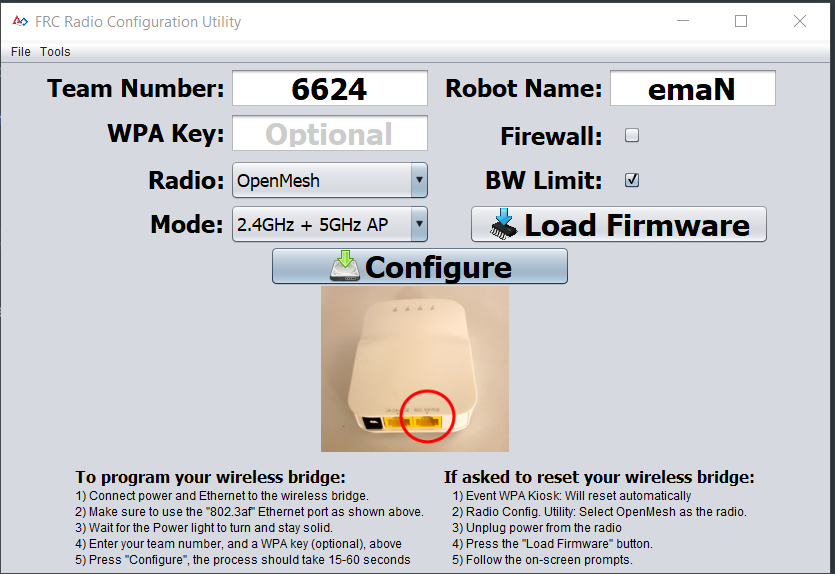 FRC Radio Configuration Utility
File Tools
Team Number: 6624 Robot Name: emaN
WPA Key: Optional Firewall:
Radio: OpenMesh BW Limit:
Mode: 2.4GHz + 5GHz AP Load Firmware
Configure
To program your wireless bridge:
1) Connect power and Ethernet to the wireless bridge.
2) Make sure to use the "802.3af" Ethernet port as shown above.
3) Wait for the Power light to turn and stay solid.
4) Enter your team number, and a WPA key (optional), above
5) Press "Configure", the process should take 15-60 seconds
If asked to reset your wireless bridge:
1) Event WPA Kiosk: Will reset automatically
2) Radio Config. Utility: Select OpenMesh as the radio.
3) Unplug power from the radio
4) Press the "Load Firmware" button.
5) Follow the on-screen prompts.